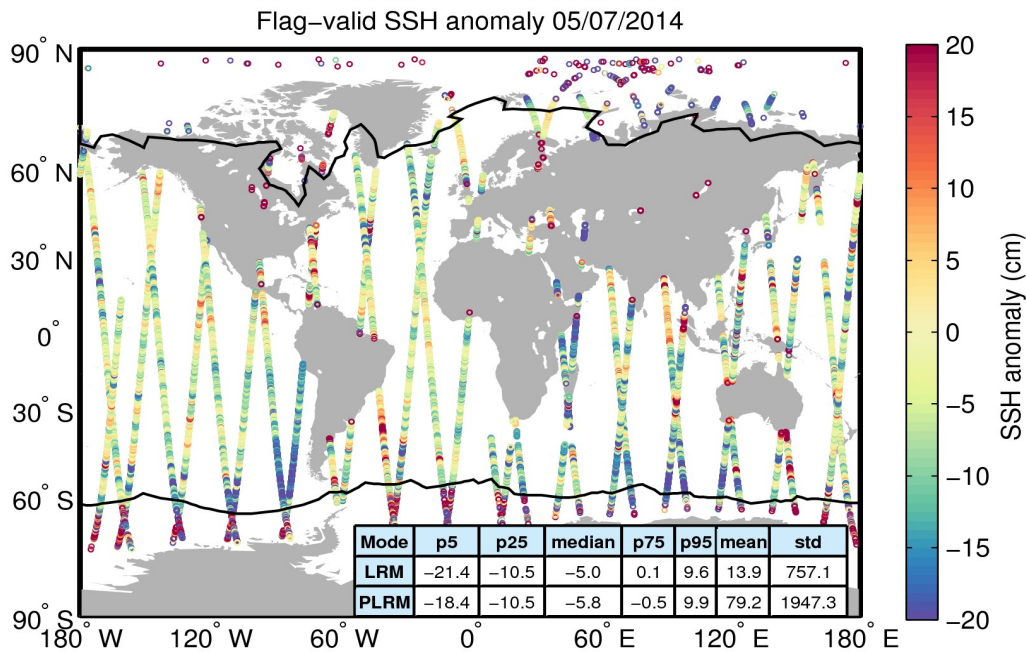 Flag−valid SSH anomaly 05/07/2014
90° N
60° N
30° N
0°
30° S
60° S
90° S
180° W
120° W
60° W
0°
60° E
120° E
180° E
Mode p5 p25 median p75 p95 mean std
LRM −21.4 −10.5 −5.0 0.1 9.6 13.9 757.1
PLRM −18.4 −10.5 −5.8 −0.5 9.9 79.2 1947.3
20
15
10
5
0
−5
−10
−15
−20
SSH anomaly (cm)